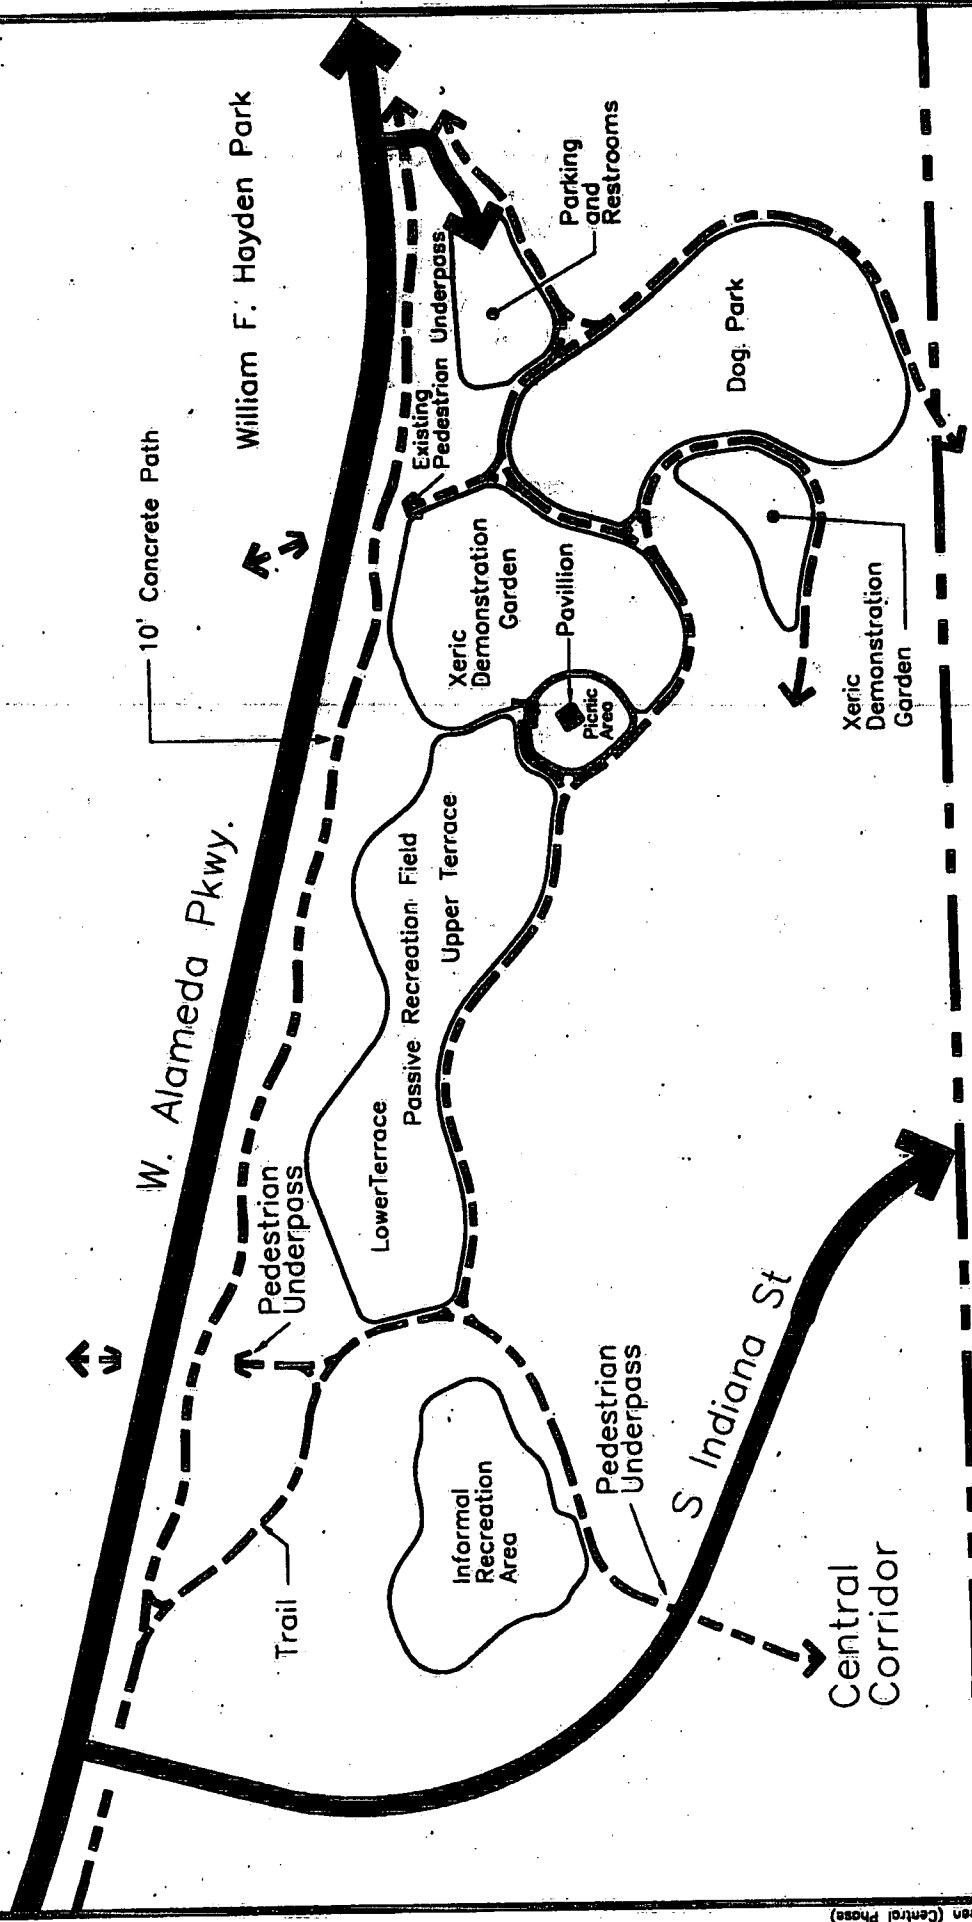 William F. Hayden Park
10' Concrete Path
W. Alameda Pkwy.
Parking
and
Restrooms
Existing
Pedestrian Underpass
Dog Park
Xeric
Demonstration
Garden
Pavillion
Picnic
Area
Xeric
Demonstration
Garden
Upper Terrace
Passive Recreation Field
LowerTerrace
Pedestrian
Underpass
Trail
Informal
Recreation
Area
Pedestrian
Underpass
S Indiana St
Central
Corridor
(Central Phase)